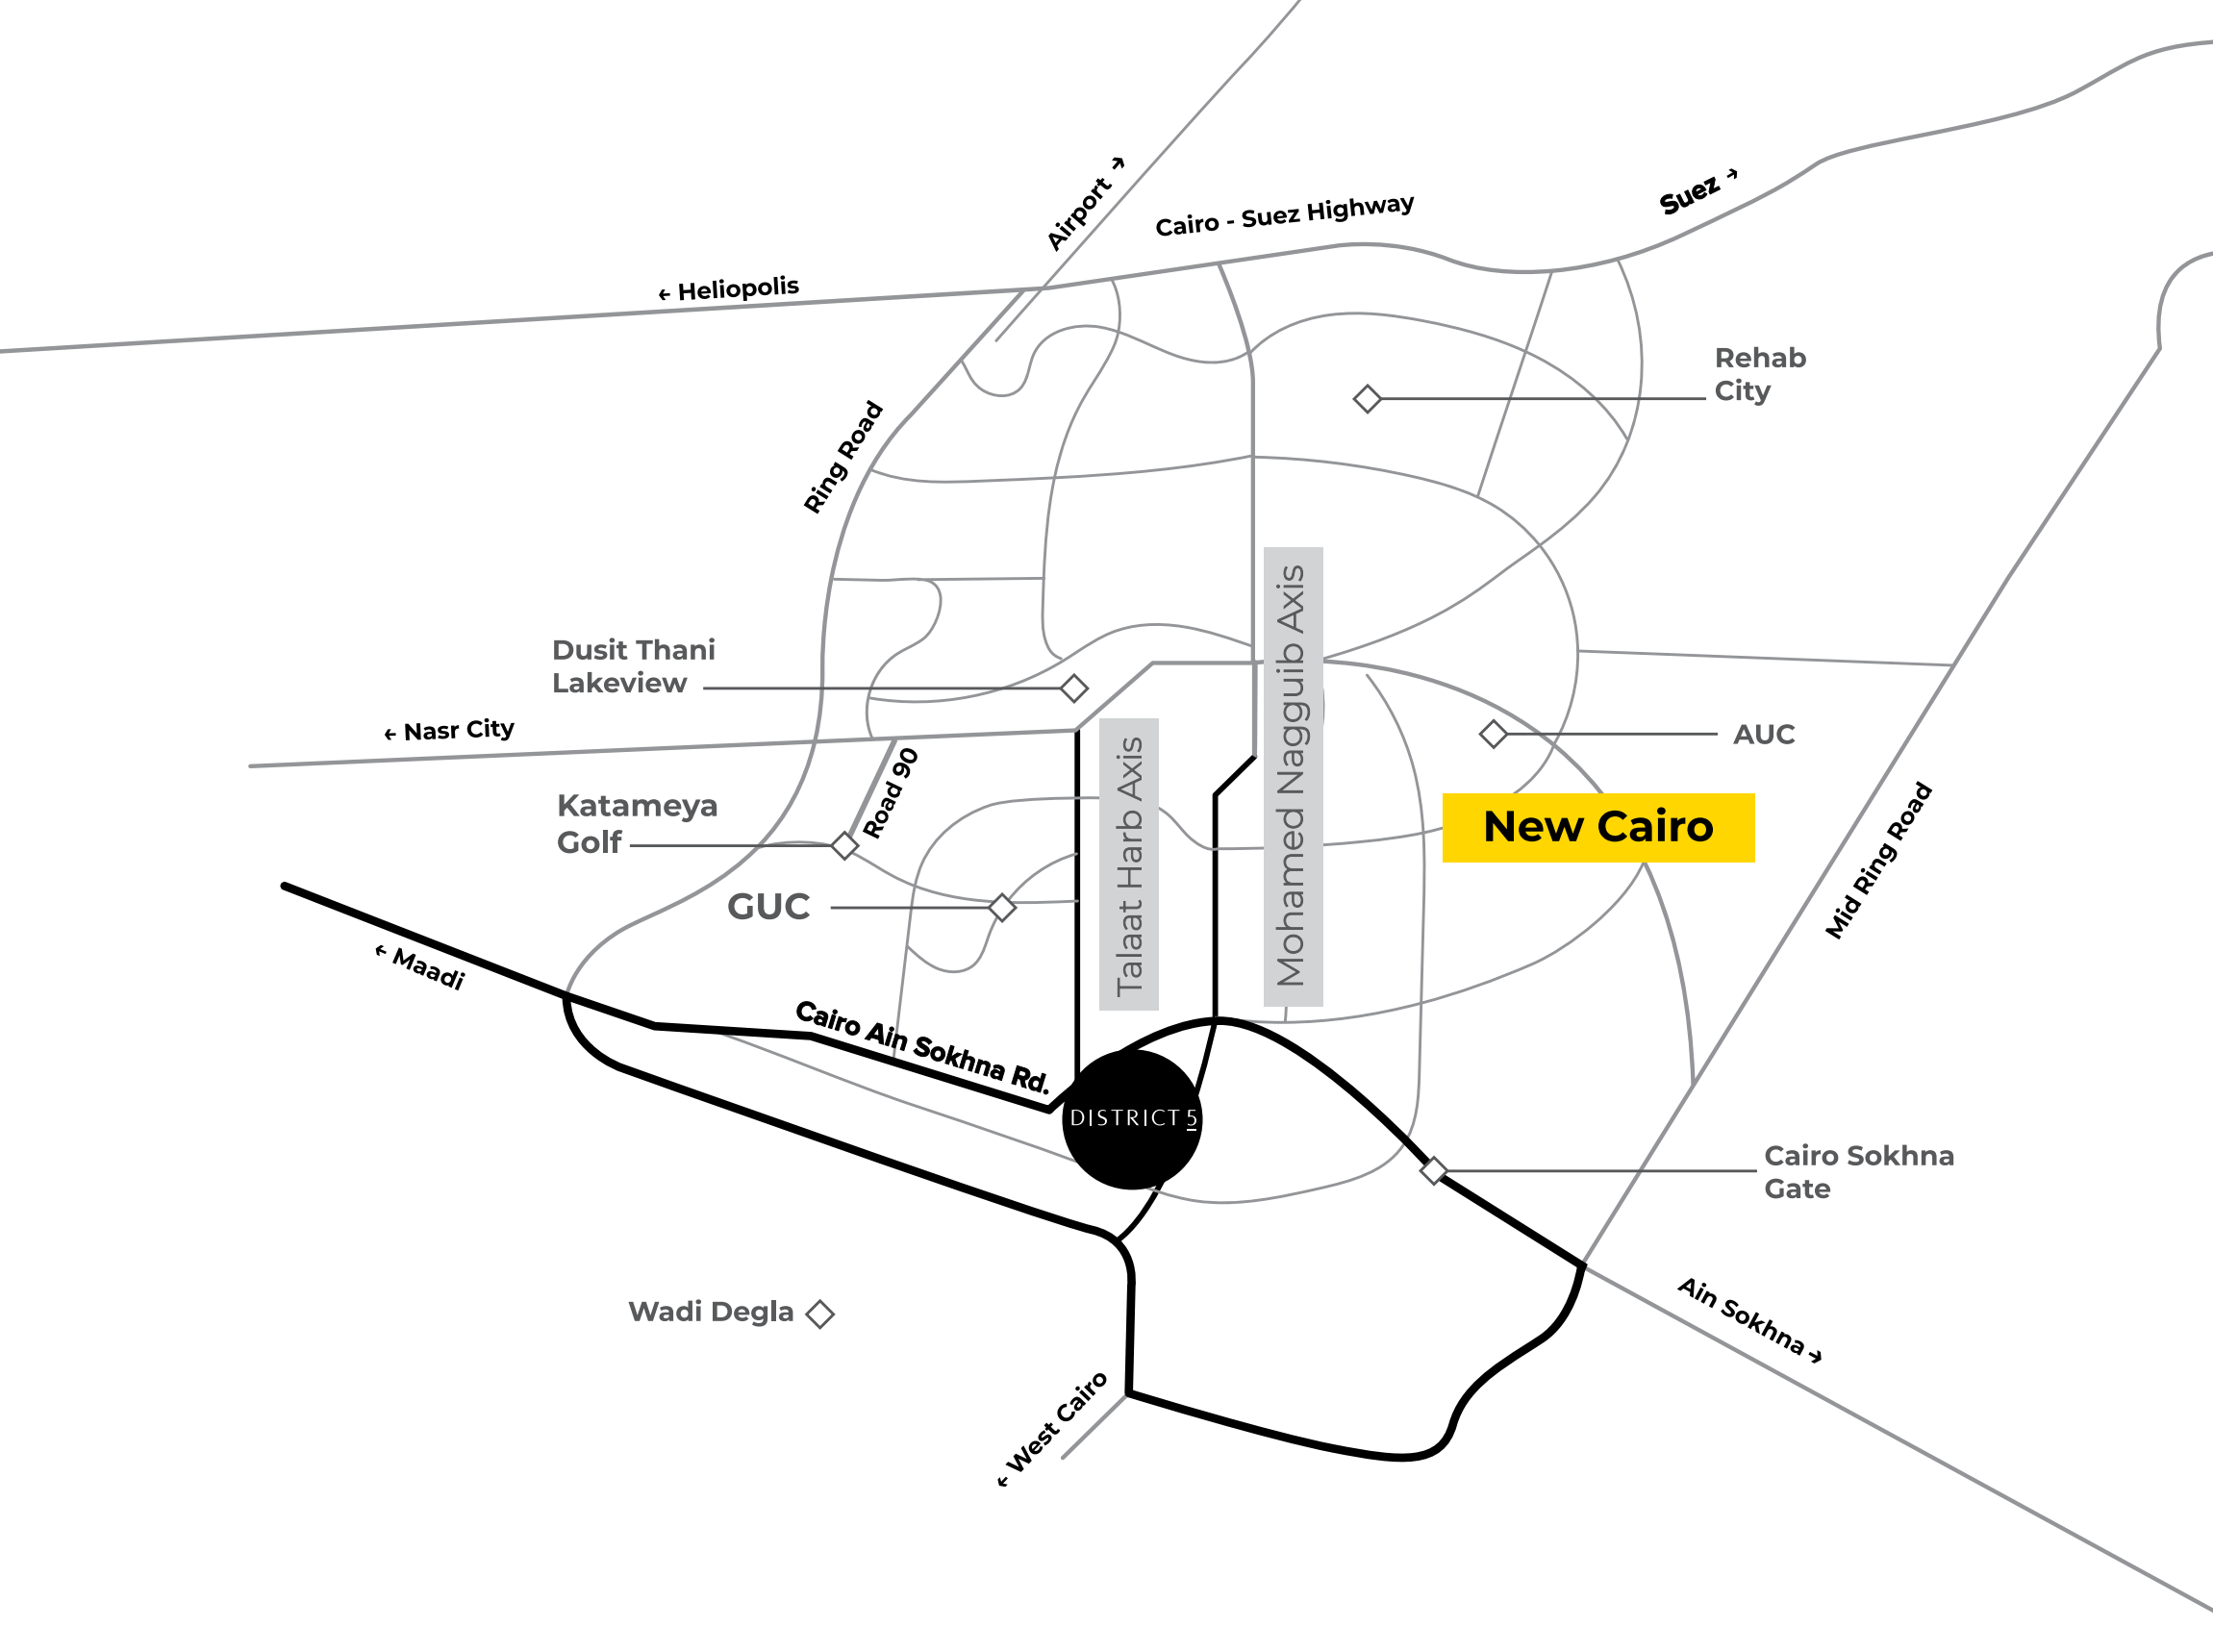 Airport →
Suez →
Cairo - Suez Highway
← Heliopolis
Rehab
City
Ring Road
Mohamed Nagguib Axis
Dusit Thani
Lakeview
← Nasr City
AUC
Talaat Harb Axis
Road 90
Katameya
Golf
New Cairo
Mid Ring Road
GUC
← Maadi
Cairo Ain Sokhna Rd.
DISTRICT 5
Cairo Sokhna
Gate
Wadi Degla
Ain Sokhna →
← West Cairo